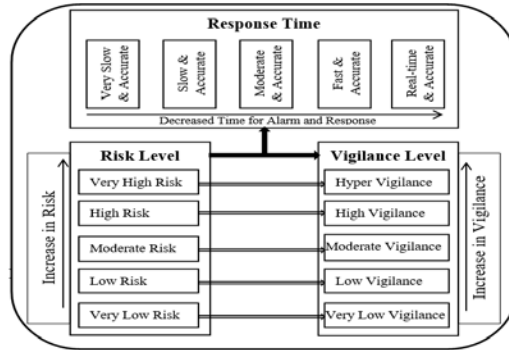 Response Time
Very Slow
& Accurate
Slow &
Accurate
Moderate
& Accurate
Fast &
Accurate
Real-time
& Accurate
Decreased Time for Alarm and Response
Risk Level
Vigilance Level
Increase in Risk
Very High Risk
Hyper Vigilance
High Risk
High Vigilance
Moderate Risk
Moderate Vigilance
Low Risk
Low Vigilance
Very Low Risk
Very Low Vigilance
Increase in Vigilance